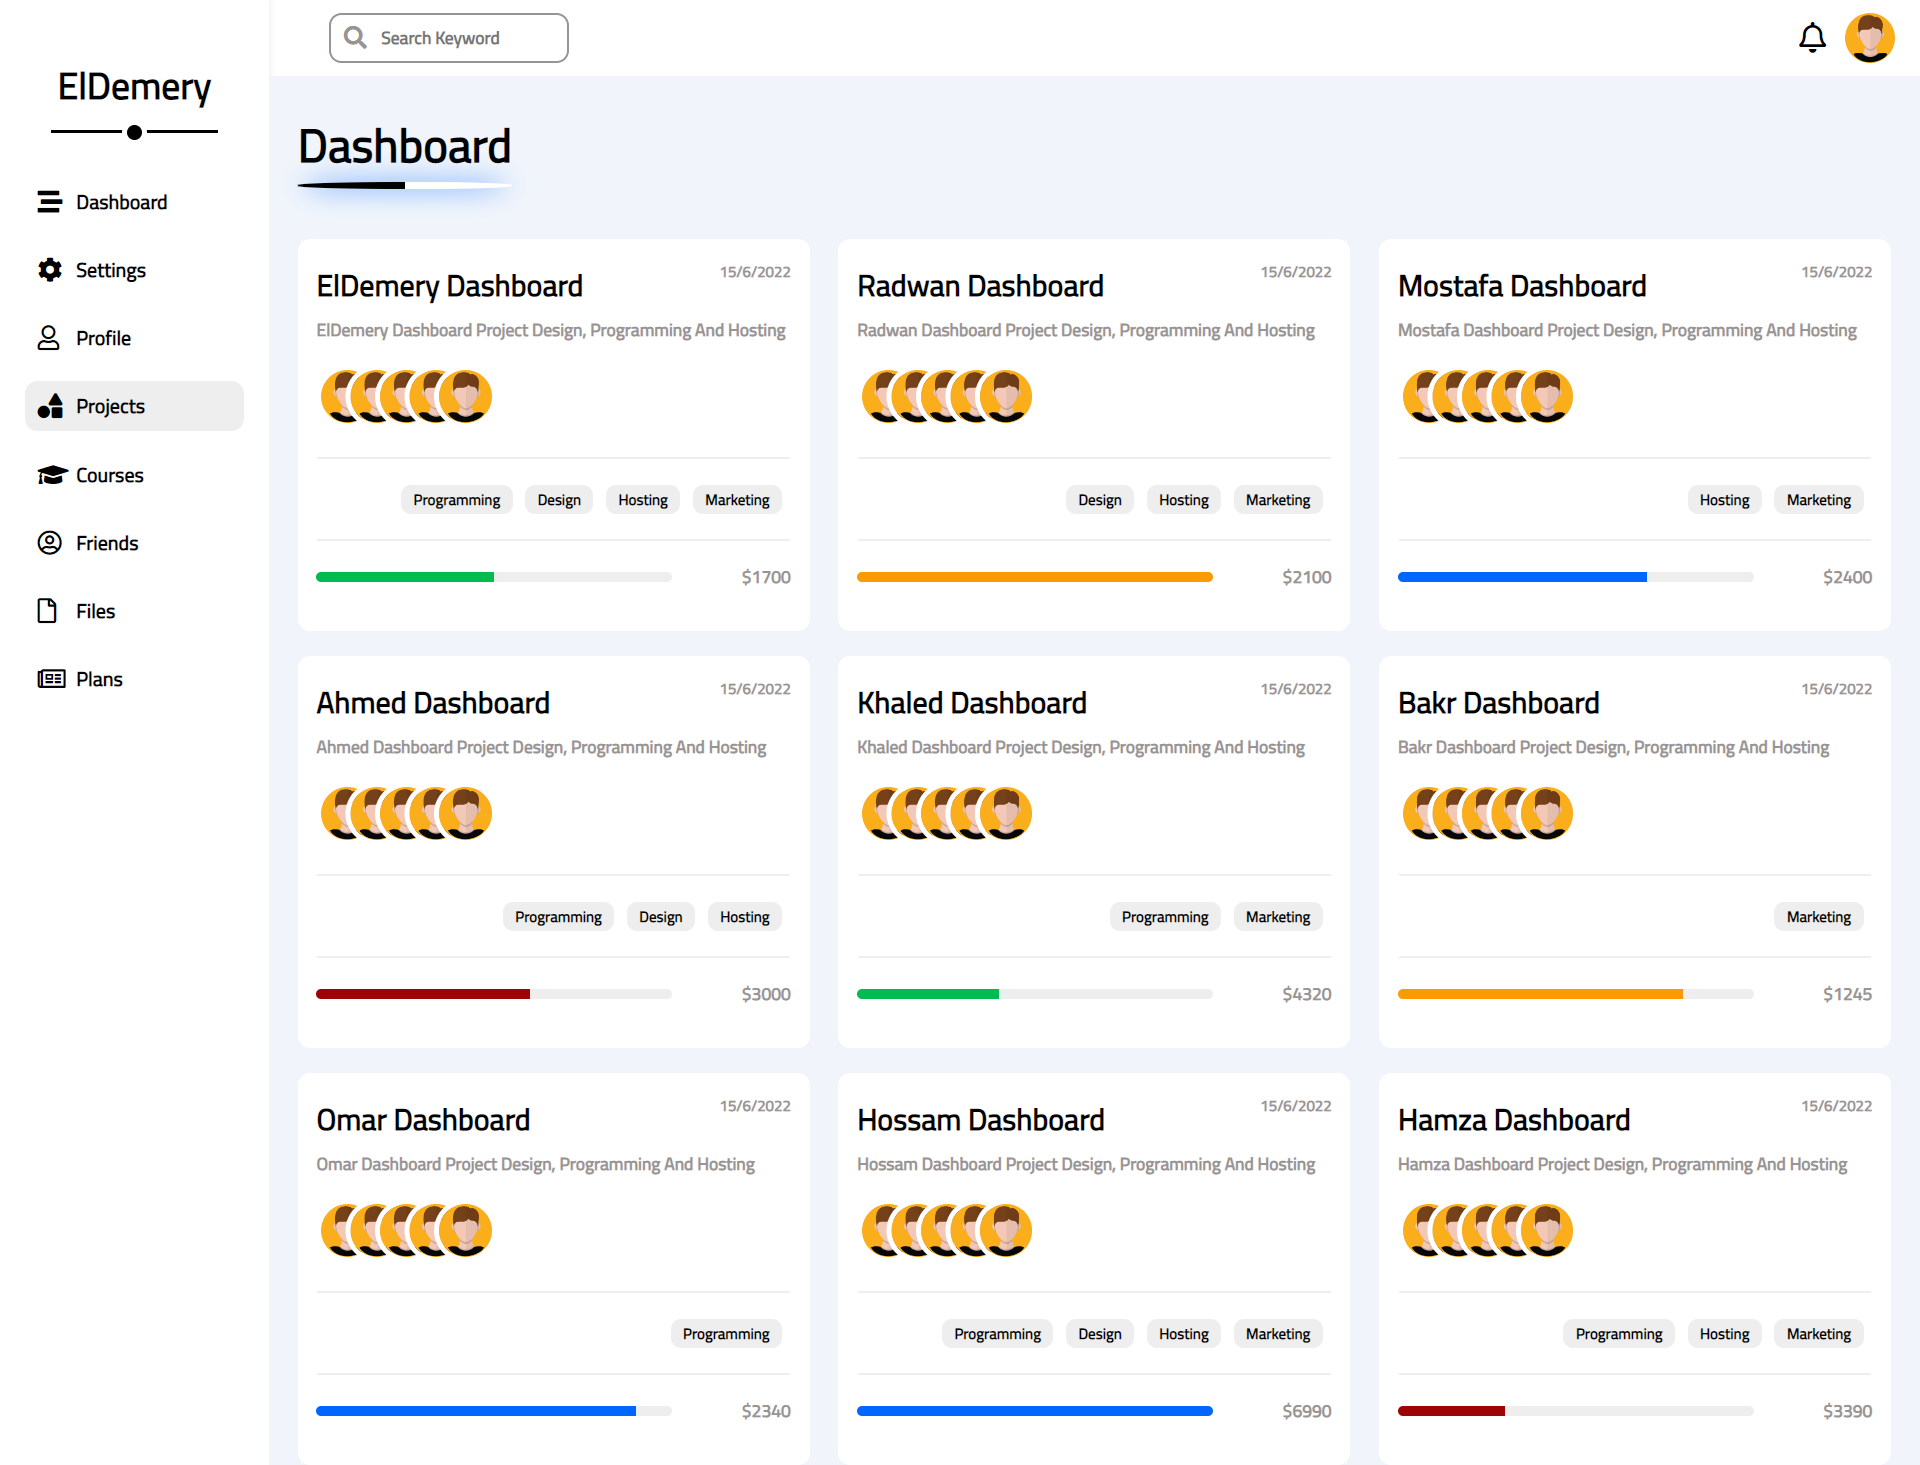 ElDemery
Dashboard
Settings
Profile
Projects
Courses
Friends
Files
Plans
Search Keyword
Dashboard
ElDemery Dashboard
15/6/2022
ElDemery Dashboard Project Design, Programming And Hosting
Programming Design Hosting Marketing
$1700
Radwan Dashboard
15/6/2022
Radwan Dashboard Project Design, Programming And Hosting
Design Hosting Marketing
$2100
Mostafa Dashboard
15/6/2022
Mostafa Dashboard Project Design, Programming And Hosting
Hosting Marketing
$2400
Ahmed Dashboard
15/6/2022
Ahmed Dashboard Project Design, Programming And Hosting
Programming Design Hosting
$3000
Khaled Dashboard
15/6/2022
Khaled Dashboard Project Design, Programming And Hosting
Programming Marketing
$4320
Bakr Dashboard
15/6/2022
Bakr Dashboard Project Design, Programming And Hosting
Marketing
$1245
Omar Dashboard
15/6/2022
Omar Dashboard Project Design, Programming And Hosting
Programming
$2340
Hossam Dashboard
15/6/2022
Hossam Dashboard Project Design, Programming And Hosting
Programming Design Hosting Marketing
$6990
Hamza Dashboard
15/6/2022
Hamza Dashboard Project Design, Programming And Hosting
Programming Hosting Marketing
$3390